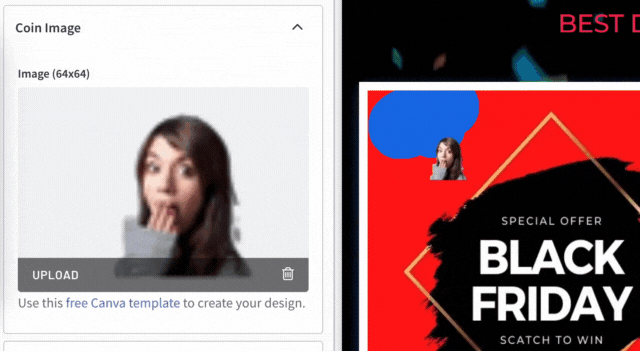 Coin Image
Image (64x64)
UPLOAD
Use this free Canva template to create your design.
BEST D
SPECIAL OFFER
BLACK
FRIDAY
SCATCH TO WIN